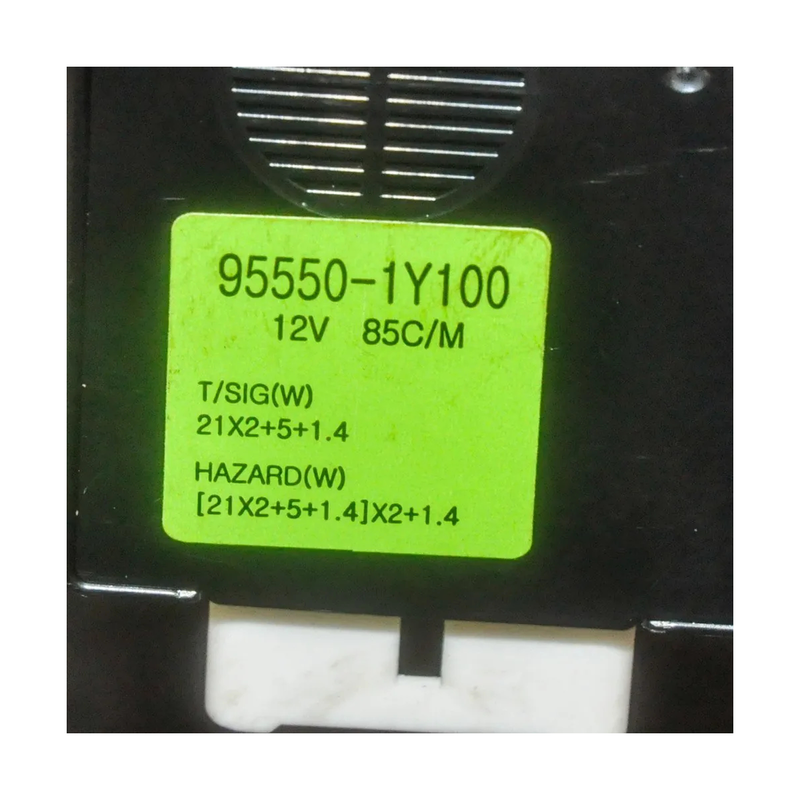 95550-1Y100
12V 85C/M
T/SIG(W)
21X2+5+1.4
HAZARD(W)
[21X2+5+1.4]X2+1.4